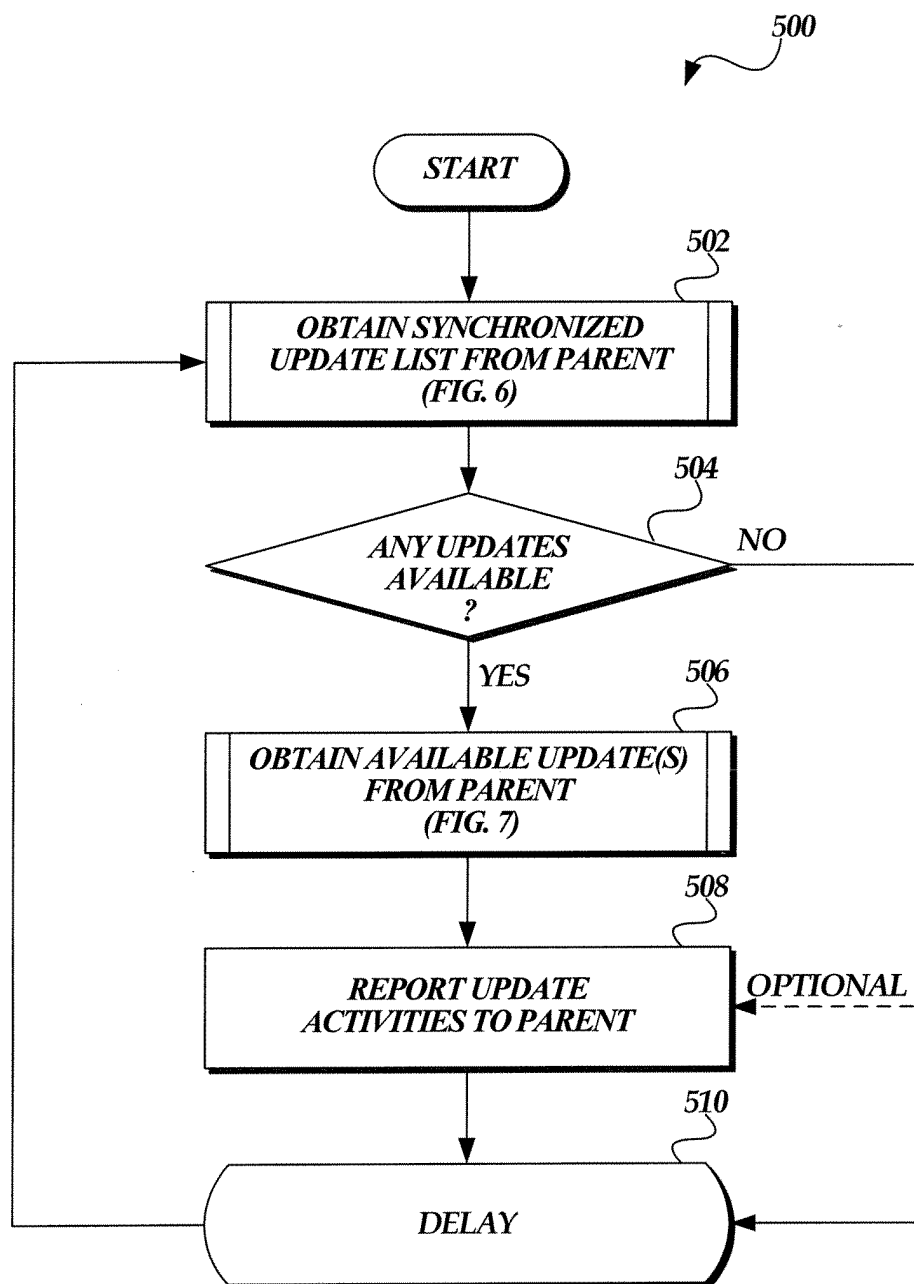 500
START
502
OBTAIN SYNCHRONIZED
UPDATE LIST FROM PARENT
(FIG. 6)
504
ANY UPDATES
AVAILABLE
?
NO
YES
506
OBTAIN AVAILABLE UPDATE(S)
FROM PARENT
(FIG. 7)
508
REPORT UPDATE
ACTIVITIES TO PARENT
OPTIONAL
510
DELAY